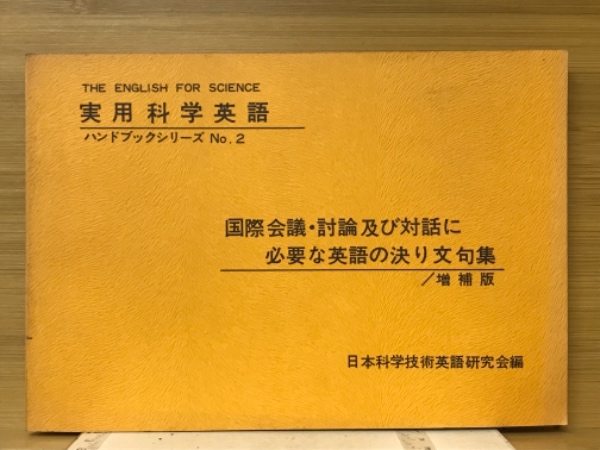 THE ENGLISH FOR SCIENCE
実用科学英語
ハンドブックシリーズ No.2
国際会議・討論及び対話に
必要な英語の決り文句集
／増補版
日本科学技術英語研究会編